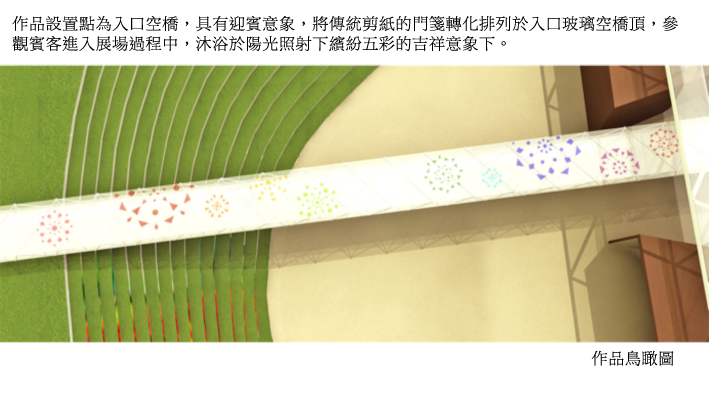 作品設置點為入口空橋，具有迎賓意象，將傳統剪紙的門箋轉化排列於入口玻璃空橋頂，參
觀賓客進入展場過程中，沐浴於陽光照射下繽紛五彩的吉祥意象下。
作品鳥瞰圖